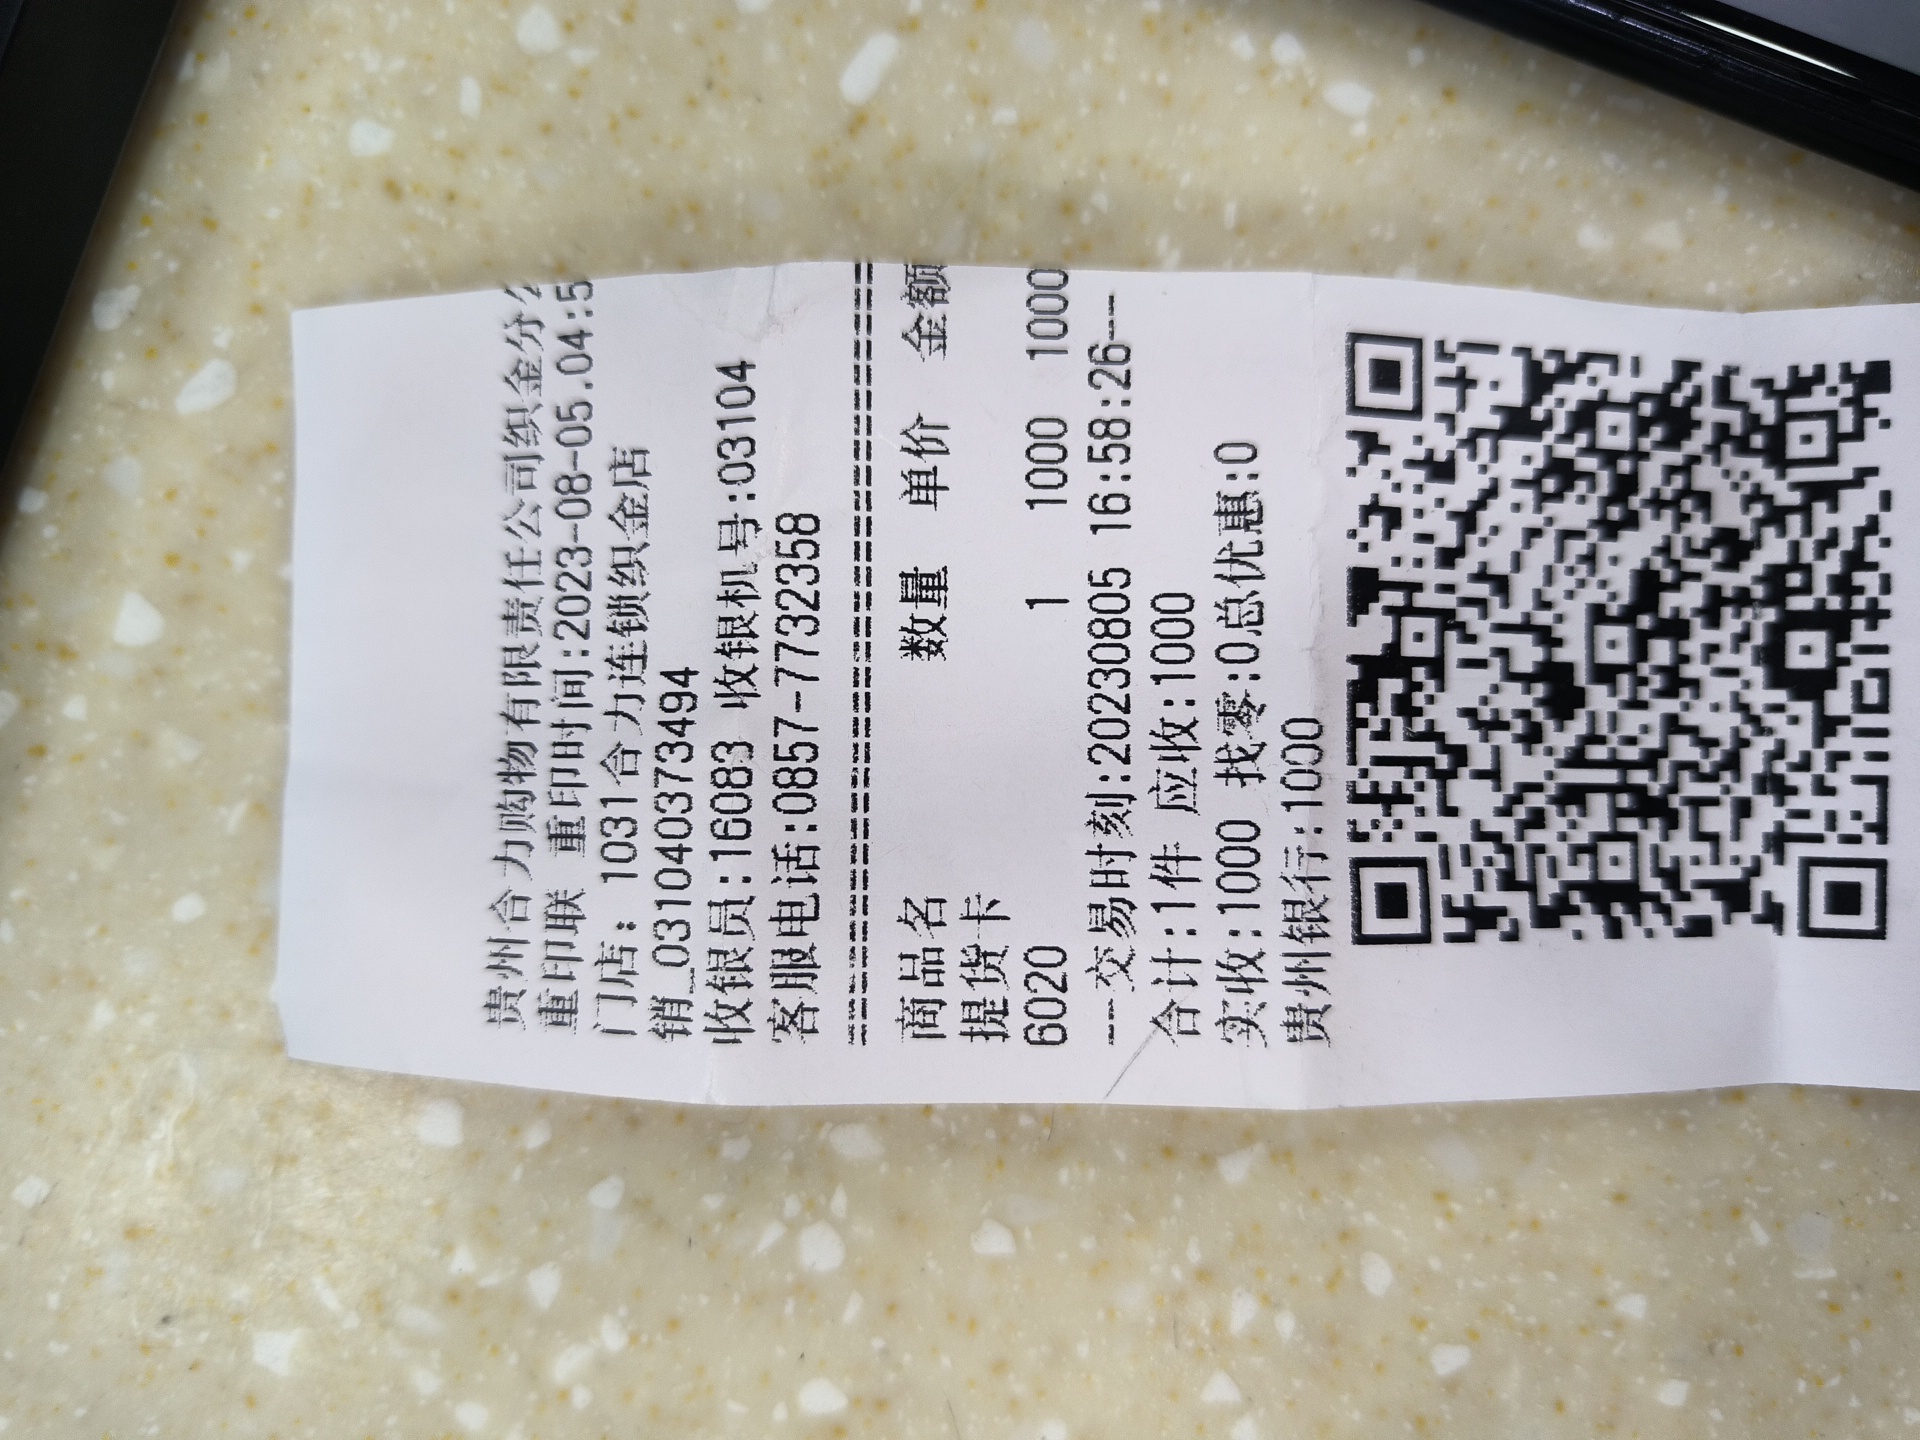 贵州合力购物有限责任公司织金分
重印联 重印时间:2023-08-05.04:5
门店: 1031合力连锁织金店
销_0310403734​94
收银员:16083 收银机号:03104
客服电话:0857-7732358
==============================
商品名 数量 单价 金额
提货卡
6020 1 1000 1000
--交易时刻:20230805 16:58:26--
合计:1件 应收:1000
实收:1000 找零:0总优惠:0
贵州银行:1000